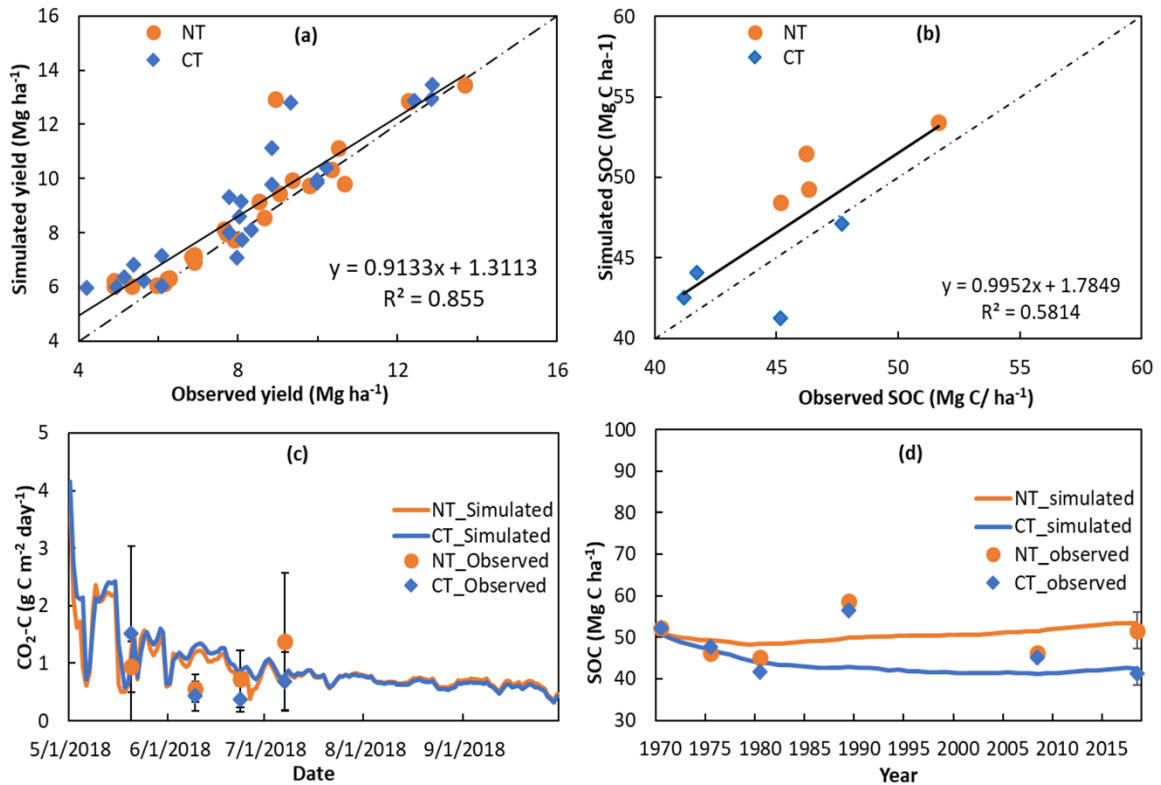 (a)
NT
CT
16
14
12
10
8
6
4
Simulated yield (Mg ha⁻¹)
y = 0.9133x + 1.3113
R² = 0.855
4 8 12 16
Observed yield (Mg ha⁻¹)
(b)
NT
CT
60
55
50
45
40
Simulated SOC (Mg C ha-1)
y = 0.9952x + 1.7849
R² = 0.5814
40 45 50 55 60
Observed SOC (Mg C/ ha⁻¹)
(c)
5
4
3
2
1
0
CO₂-C (g C m⁻² day⁻¹)
NT_Simulated
CT_Simulated
NT_Observed
CT_Observed
5/1/2018 6/1/2018 7/1/2018 8/1/2018 9/1/2018
Date
(d)
100
90
80
70
60
50
40
30
SOC (Mg C ha⁻¹)
NT_simulated
CT_simulated
NT_observed
CT_observed
1970 1975 1980 1985 1990 1995 2000 2005 2010 2015
Year